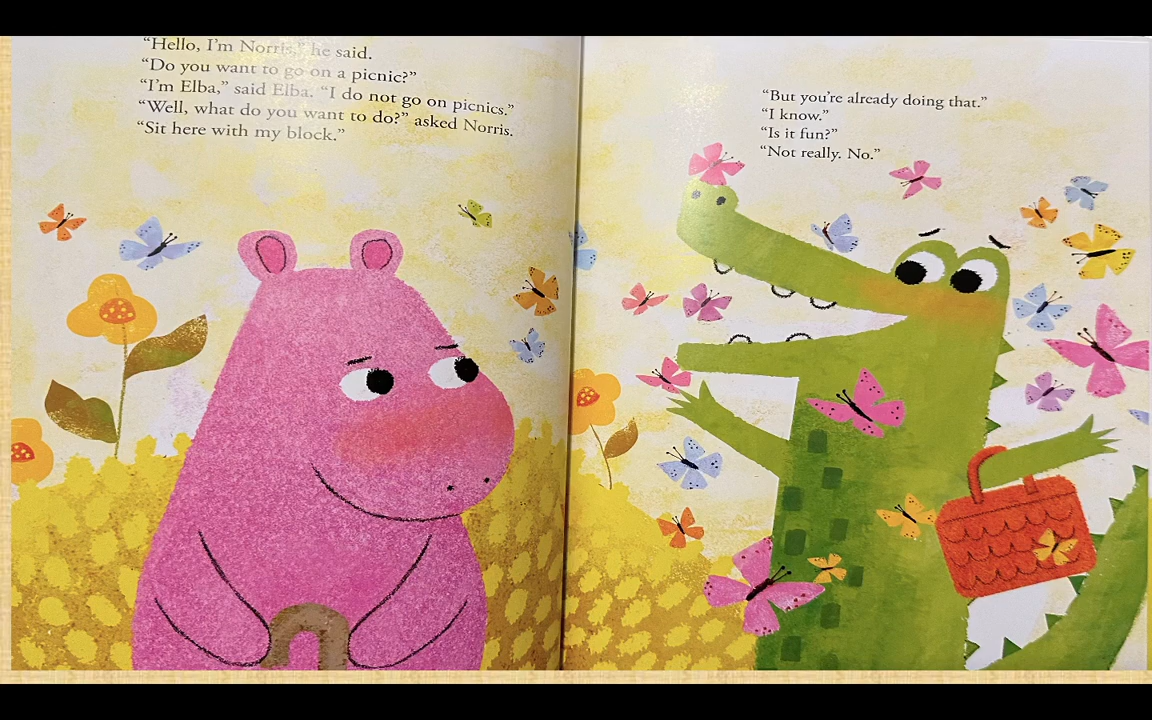 “Hello, I’m Norris,” he said.
“Do you want to go on a picnic?”
“I’m Elba,” said Elba. “I do not go on picnics.”
“Well, what do you want to do?” asked Norris.
“Sit here with my block.”
“But you’re already doing that.”
“I know.”
“Is it fun?”
“Not really. No.”